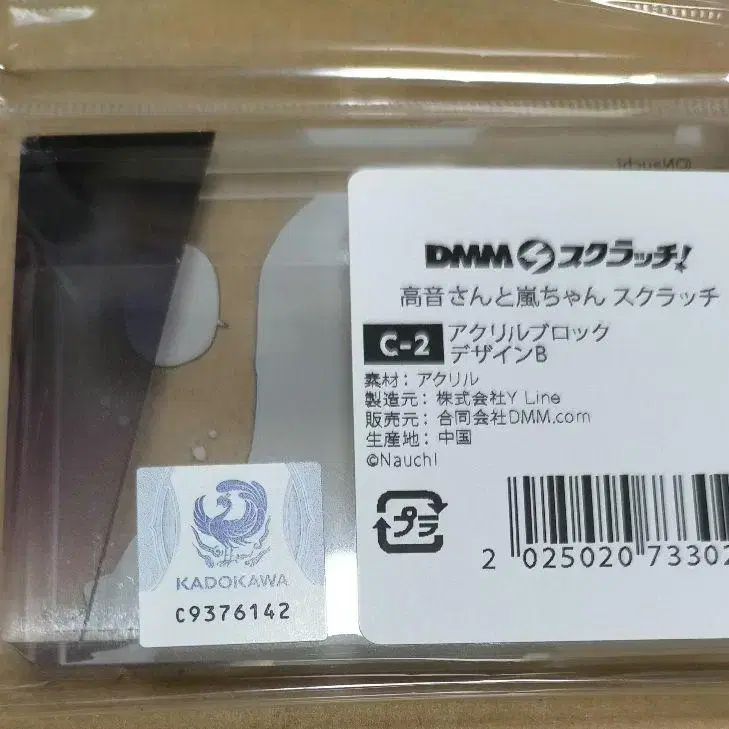 ©Nauchi
DMM スクラッチ!
高音さんと嵐ちゃん スクラッチ
C-2 アクリルブロック
デザインB
素材: アクリル
製造元: 株式会社Y Line
販売元: 合同会社DMM.com
生産地: 中国
©Nauchi
プラ
2 025020 73302
KADOKAWA
C9376142